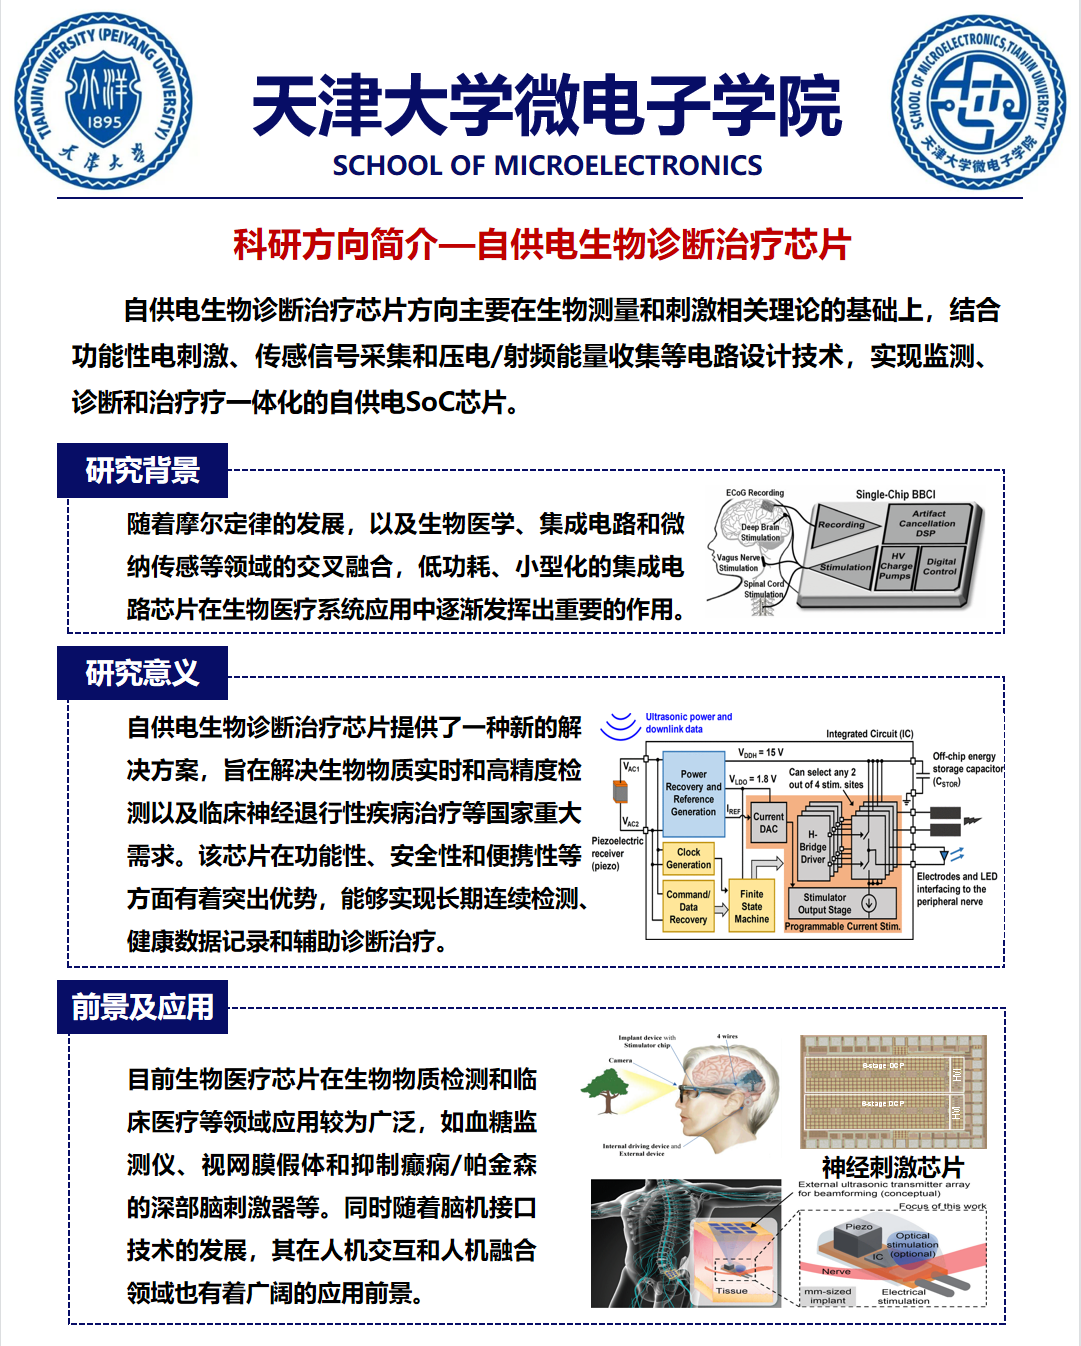 TIANJIN UNIVERSITY (PEIYANG UNIVERSITY)
北洋
1895
天津大学
天津大学微电子学院
SCHOOL OF MICROELECTRONICS
SCHOOL OF MICROELECTRONICS,TIANJIN UNIVERSITY
天津大学微电子学院
科研方向简介—自供电生物诊断治疗芯片
自供电生物诊断治疗芯片方向主要在生物测量和刺激相关理论的基础上，结合
功能性电刺激、传感信号采集和压电/射频能量收集等电路设计技术，实现监测、
诊断和治疗疗一体化的自供电SoC芯片。
研究背景
随着摩尔定律的发展，以及生物医学、集成电路和微
纳传感等领域的交叉融合，低功耗、小型化的集成电
路芯片在生物医疗系统应用中逐渐发挥出重要的作用。
ECoG Recording
Deep Brain
Stimulation
Vagus Nerve
Stimulation
Spinal Cord
Stimulation
Single-Chip BBCI
Recording
Artifact
Cancellation
DSP
Stimulation
HV
Charge
Pumps
Digital
Control
研究意义
自供电生物诊断治疗芯片提供了一种新的解
决方案，旨在解决生物物质实时和高精度检
测以及临床神经退行性疾病治疗等国家重大
需求。该芯片在功能性、安全性和便携性等
方面有着突出优势，能够实现长期连续检测、
健康数据记录和辅助诊断治疗。
Ultrasonic power and
downlink data
Integrated Circuit (IC)
VAC1
VAC2
Piezoelectric
receiver
(piezo)
Power
Recovery and
Reference
Generation
VDDH = 15 V
VLDO = 1.8 V
IREF
Can select any 2
out of 4 stim. sites
Current
DAC
H-
Bridge
Driver
Clock
Generation
Command/
Data
Recovery
Finite
State
Machine
Stimulator
Output Stage
Programmable Current Stim.
Off-chip energy
storage capacitor
(CSTOR)
Electrodes and LED
interfacing to the
peripheral nerve
前景及应用
目前生物医疗芯片在生物物质检测和临
床医疗等领域应用较为广泛，如血糖监
测仪、视网膜假体和抑制癫痫/帕金森
的深部脑刺激器等。同时随着脑机接口
技术的发展，其在人机交互和人机融合
领域也有着广阔的应用前景。
Implant device with
Stimulator chip
4 wires
Camera
Internal driving device and
External device
8-stage DCP
8-stage DCP
神经刺激芯片
External ultrasonic transmitter array
for beamforming (conceptual)
Focus of this work
Piezo
Optical
stimulation
(optional)
IC
Nerve
Tissue
mm-sized
implant
Electrical
stimulation